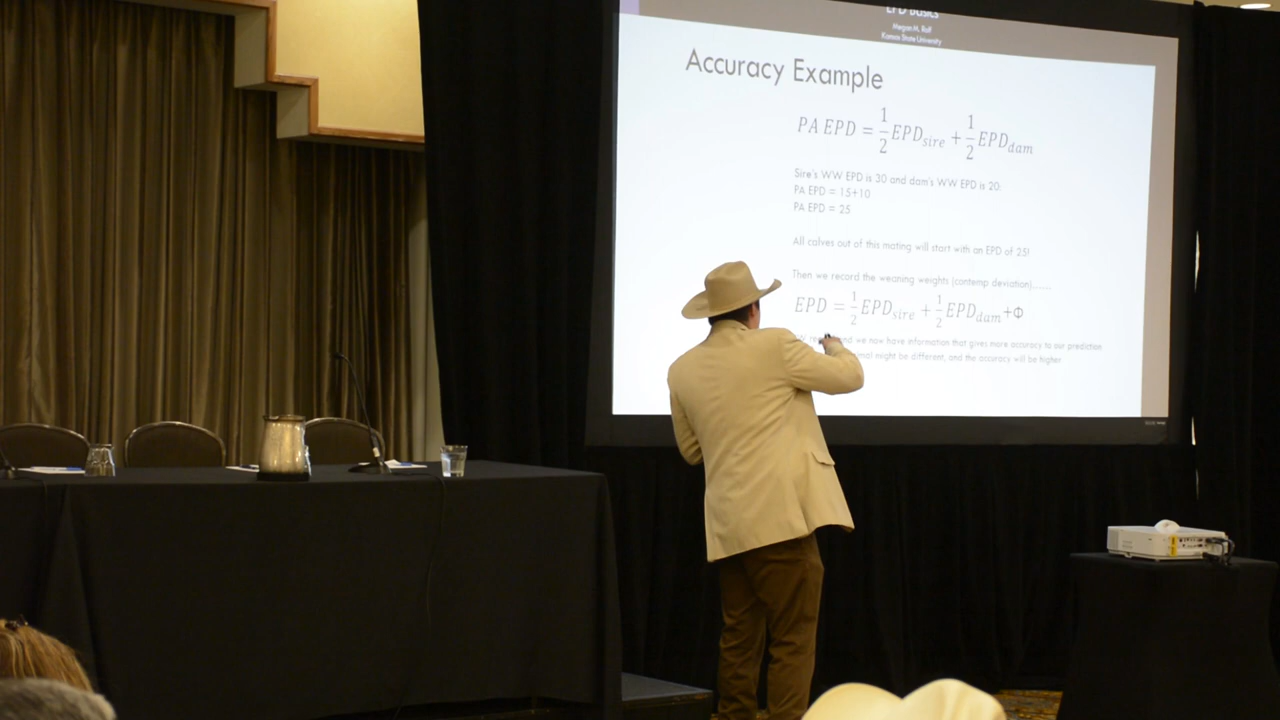 EPD BASICS
Megan M. Rolf
Kansas State University
Accuracy Example
PA EPD = 1/2 EPD_sire + 1/2 EPD_dam
Sire's WW EPD is 30 and dam's WW EPD is 20:
PA EPD = 15+10
PA EPD = 25
All calves out of this mating will start with an EPD of 25!
Then we record the weaning weights (contemp deviation)......
EPD = 1/2 EPD_sire + 1/2 EPD_dam +Φ
and we now have information that gives more accuracy to our prediction
might be different, and the accuracy will be higher